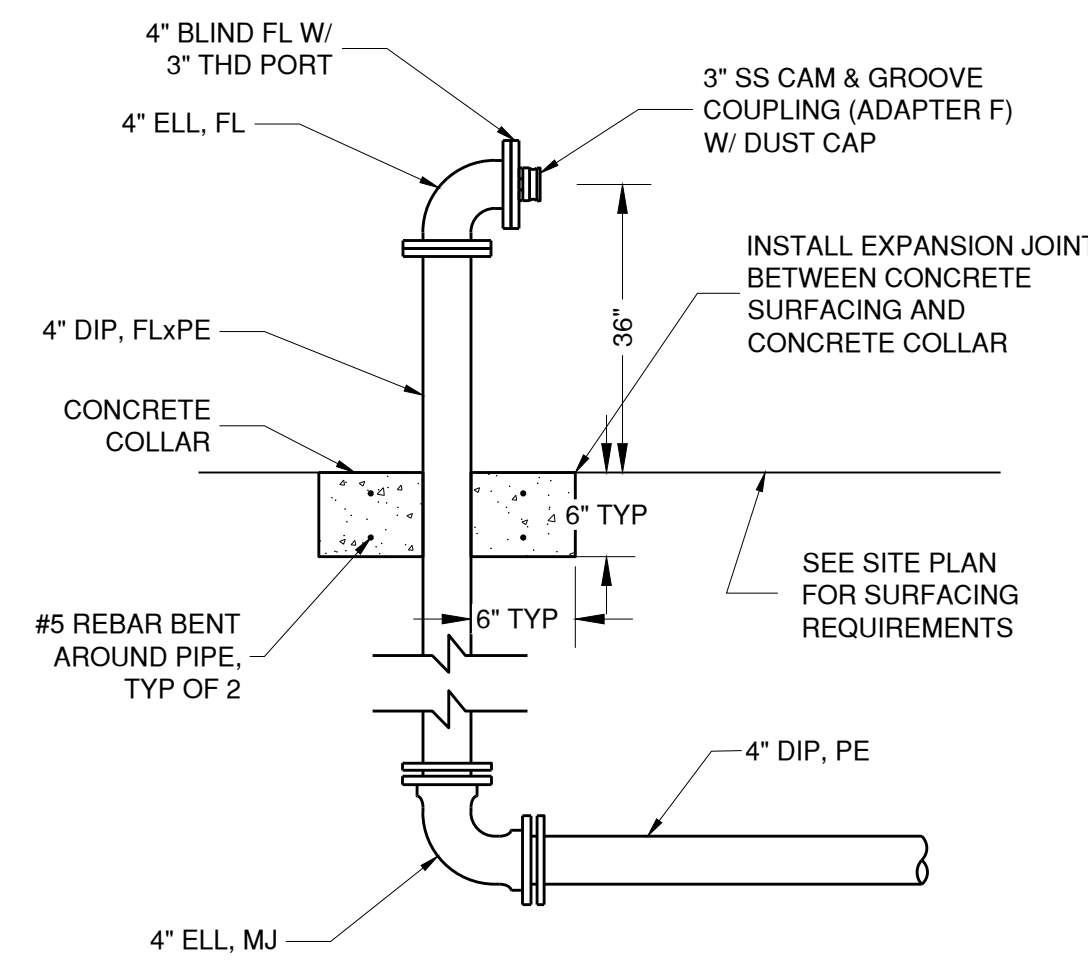 4" BLIND FL W/
3" THD PORT
3" SS CAM & GROOVE
COUPLING (ADAPTER F)
W/ DUST CAP
4" ELL, FL
INSTALL EXPANSION JOINT
BETWEEN CONCRETE
SURFACING AND
CONCRETE COLLAR
36"
4" DIP, FLxPE
CONCRETE
COLLAR
6" TYP
SEE SITE PLAN
FOR SURFACING
REQUIREMENTS
6" TYP
#5 REBAR BENT
AROUND PIPE,
TYP OF 2
4" DIP, PE
4" ELL, MJ